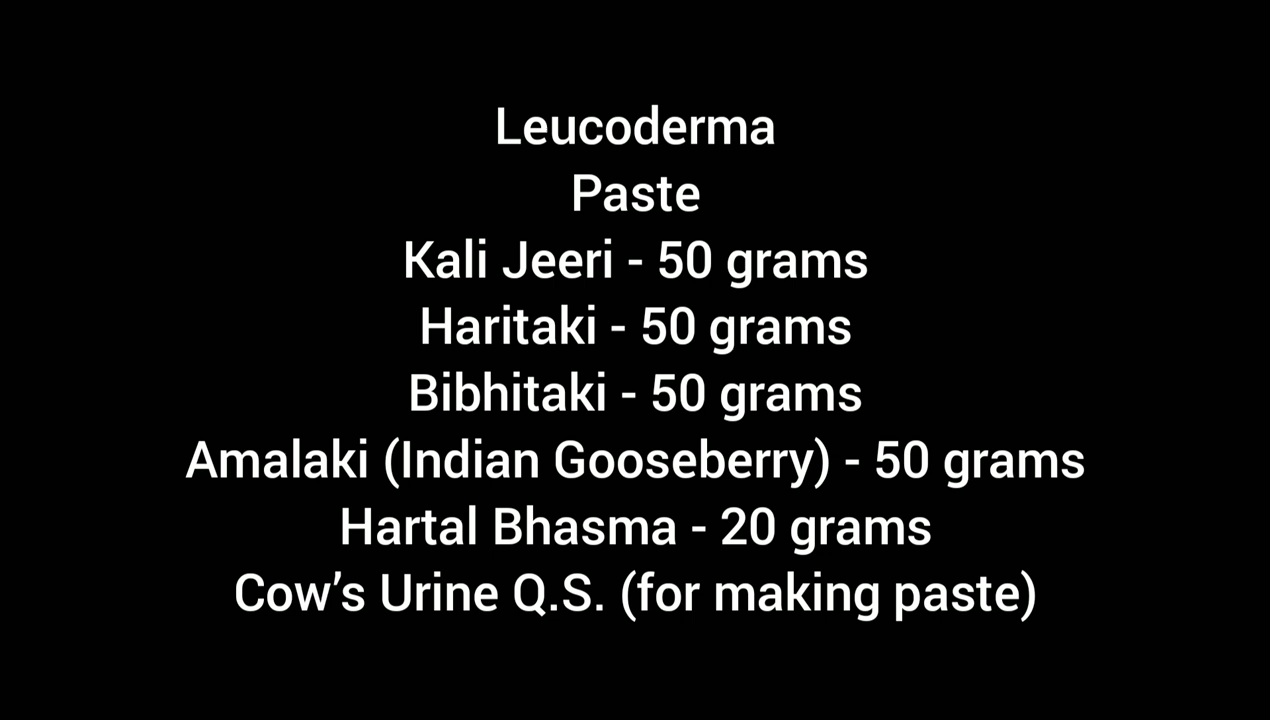 Leucoderma
Paste
Kali Jeeri - 50 grams
Haritaki - 50 grams
Bibhitaki - 50 grams
Amalaki (Indian Gooseberry) - 50 grams
Hartal Bhasma - 20 grams
Cow’s Urine Q.S. (for making paste)